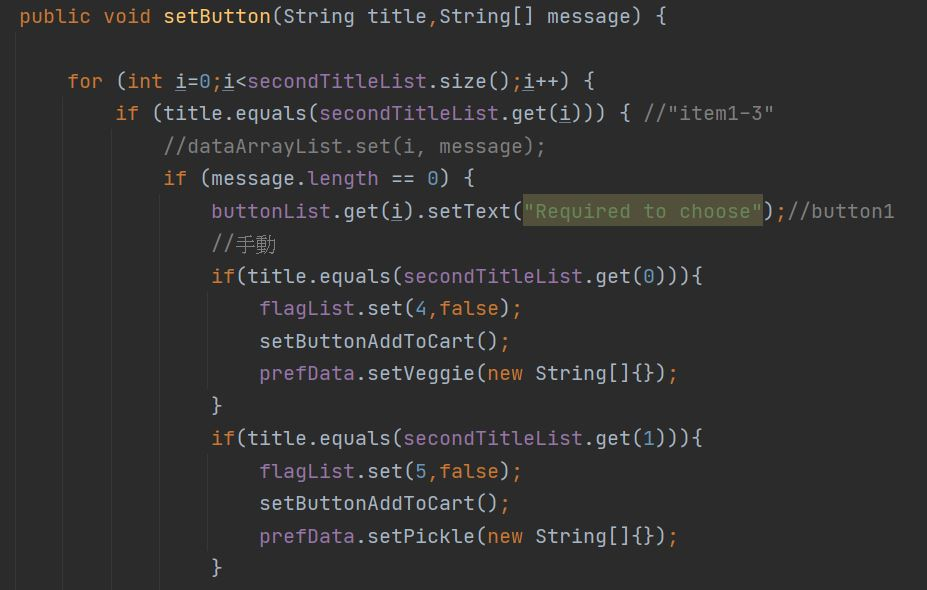 public void setButton(String title,String[] message) {
for (int i=0;i<secondTitleList.size();i++) {
if (title.equals(secondTitleList.get(i))) { //"item1-3"
//dataArrayList.set(i, message);
if (message.length == 0) {
buttonList.get(i).setText("Required to choose");//button1
//手動
if(title.equals(secondTitleList.get(0))){
flagList.set(4,false);
setButtonAddToCart();
prefData.setVeggie(new String[]{});
}
if(title.equals(secondTitleList.get(1))){
flagList.set(5,false);
setButtonAddToCart();
prefData.setPickle(new String[]{});
}